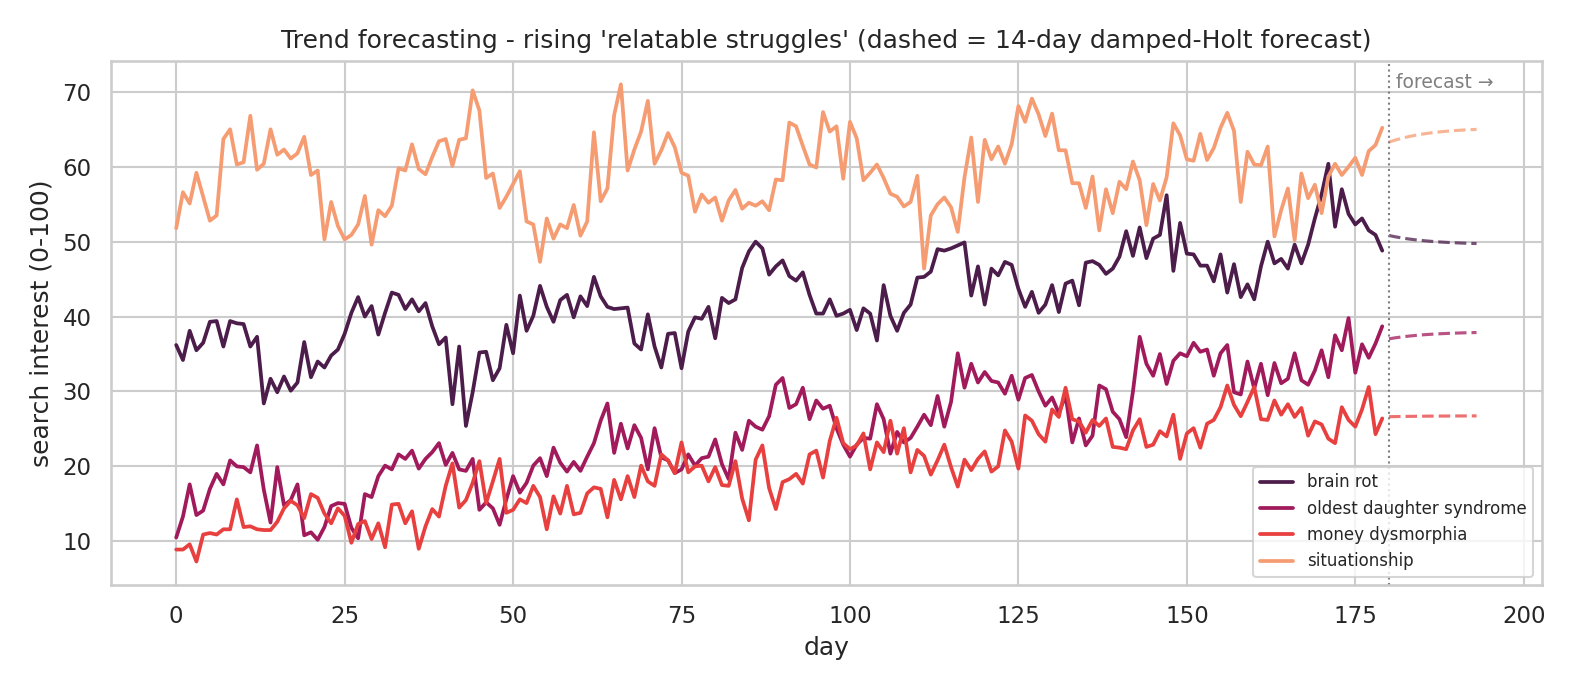 Trend forecasting - rising 'relatable struggles' (dashed = 14-day damped-Holt forecast)
forecast →
search interest (0-100)
70
60
50
40
30
20
10
brain rot
oldest daughter syndrome
money dysmorphia
situationship
0 25 50 75 100 125 150 175 200
day